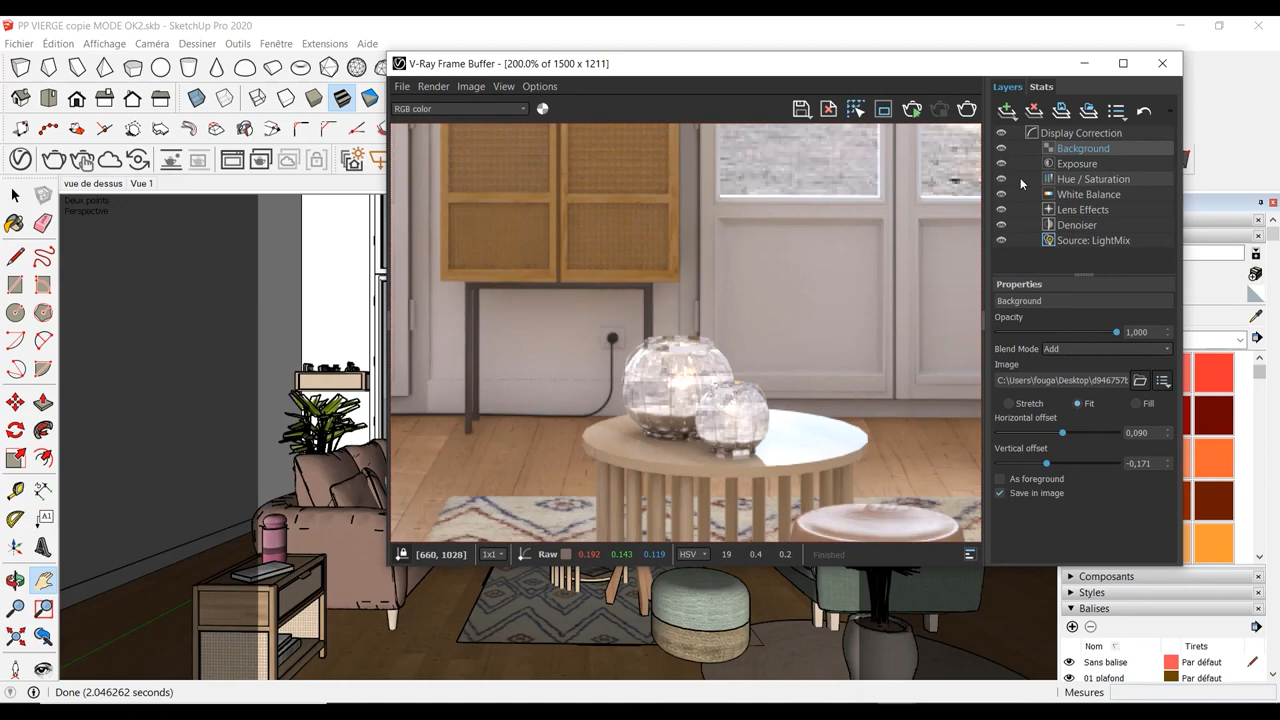 PP VIERGE copie MODE OK2.skb - SketchUp Pro 2020
Fichier Édition Affichage Caméra Dessiner Outils Fenêtre Extensions Aide
V-Ray Frame Buffer - [200.0% of 1500 x 1211]
File Render Image View Options
RGB color
Layers Stats
Display Correction
Background
Exposure
Hue / Saturation
White Balance
Lens Effects
Denoiser
Source: LightMix
vue de dessus Vue 1
Deux points
Perspective
Properties
Background
Opacity
1,000
Blend Mode Add
Image
C:\Users\fouga\Desktop\d946757b
Stretch Fit Fill
Horizontal offset
0,090
Vertical offset
-0,171
As foreground
Save in image
[660, 1028] 1x1 Raw 0.192 0.143 0.119 HSV 19 0.4 0.2 Finished
A1
Composants
Styles
Balises
Nom Tirets
Sans balise Par défaut
01 plafond Par défaut
Done (2.046262 seconds)
Mesures